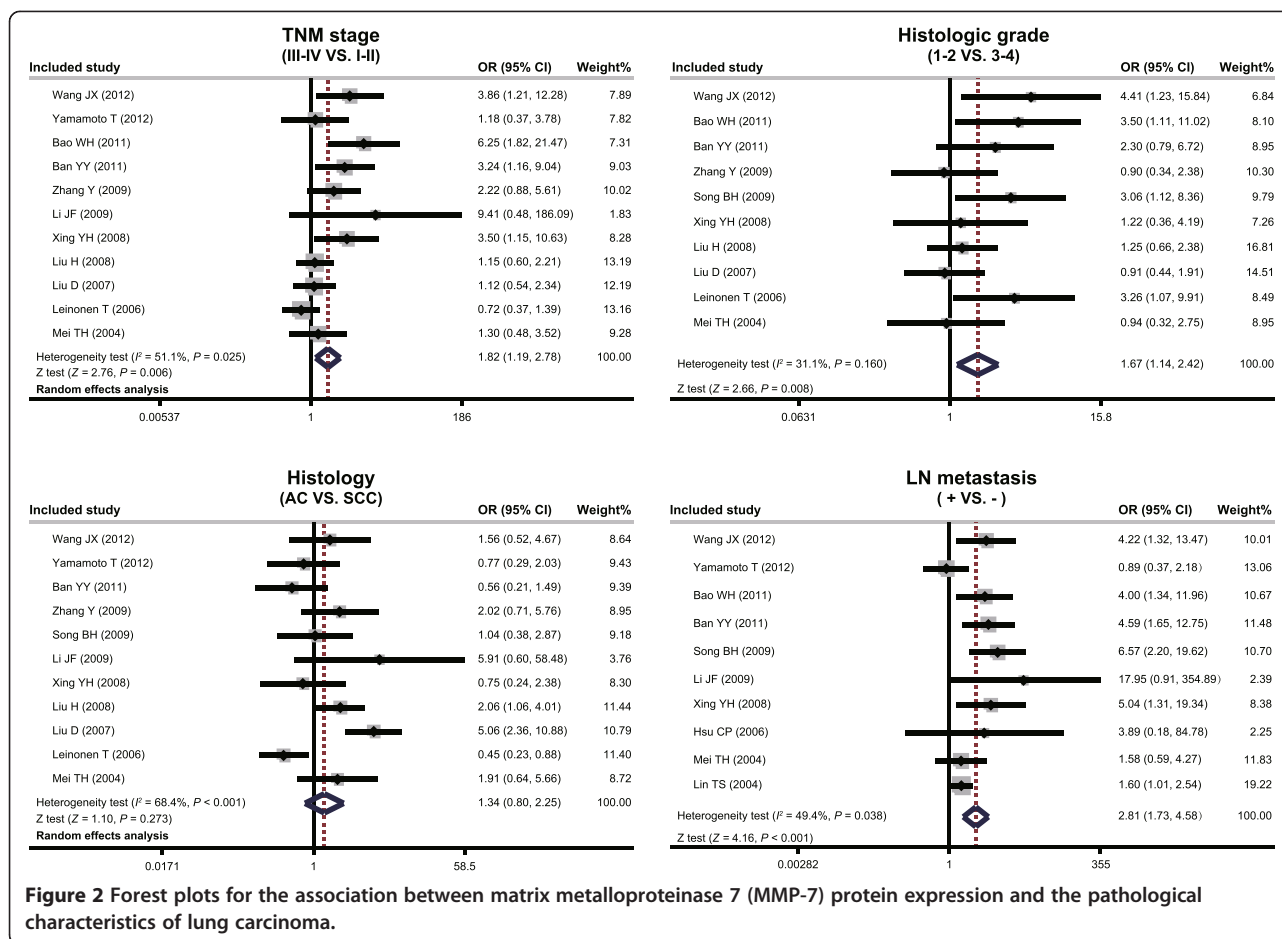 TNM stage
(III-IV VS. I-II)
Included study OR (95% CI) Weight%
Wang JX (2012) 3.86 (1.21, 12.28) 7.89
Yamamoto T (2012) 1.18 (0.37, 3.78) 7.82
Bao WH (2011) 6.25 (1.82, 21.47) 7.31
Ban YY (2011) 3.24 (1.16, 9.04) 9.03
Zhang Y (2009) 2.22 (0.88, 5.61) 10.02
Li JF (2009) 9.41 (0.48, 186.09) 1.83
Xing YH (2008) 3.50 (1.15, 10.63) 8.28
Liu H (2008) 1.15 (0.60, 2.21) 13.19
Liu D (2007) 1.12 (0.54, 2.34) 12.19
Leinonen T (2006) 0.72 (0.37, 1.39) 13.16
Mei TH (2004) 1.30 (0.48, 3.52) 9.28
Heterogeneity test (I² = 51.1%, P = 0.025) 1.82 (1.19, 2.78) 100.00
Z test (Z = 2.76, P = 0.006)
Random effects analysis
0.00537 1 186
Histologic grade
(1-2 VS. 3-4)
Included study OR (95% CI) Weight%
Wang JX (2012) 4.41 (1.23, 15.84) 6.84
Bao WH (2011) 3.50 (1.11, 11.02) 8.10
Ban YY (2011) 2.30 (0.79, 6.72) 8.95
Zhang Y (2009) 0.90 (0.34, 2.38) 10.30
Song BH (2009) 3.06 (1.12, 8.36) 9.79
Xing YH (2008) 1.22 (0.36, 4.19) 7.26
Liu H (2008) 1.25 (0.66, 2.38) 16.81
Liu D (2007) 0.91 (0.44, 1.91) 14.51
Leinonen T (2006) 3.26 (1.07, 9.91) 8.49
Mei TH (2004) 0.94 (0.32, 2.75) 8.95
Heterogeneity test (I² = 31.1%, P = 0.160) 1.67 (1.14, 2.42) 100.00
Z test (Z = 2.66, P = 0.008)
0.0631 1 15.8
Histology
(AC VS. SCC)
Included study OR (95% CI) Weight%
Wang JX (2012) 1.56 (0.52, 4.67) 8.64
Yamamoto T (2012) 0.77 (0.29, 2.03) 9.43
Ban YY (2011) 0.56 (0.21, 1.49) 9.39
Zhang Y (2009) 2.02 (0.71, 5.76) 8.95
Song BH (2009) 1.04 (0.38, 2.87) 9.18
Li JF (2009) 5.91 (0.60, 58.48) 3.76
Xing YH (2008) 0.75 (0.24, 2.38) 8.30
Liu H (2008) 2.06 (1.06, 4.01) 11.44
Liu D (2007) 5.06 (2.36, 10.88) 10.79
Leinonen T (2006) 0.45 (0.23, 0.88) 11.40
Mei TH (2004) 1.91 (0.64, 5.66) 8.72
Heterogeneity test (I² = 68.4%, P < 0.001) 1.34 (0.80, 2.25) 100.00
Z test (Z = 1.10, P = 0.273)
Random effects analysis
0.0171 1 58.5
LN metastasis
( + VS. - )
Included study OR (95% CI) Weight%
Wang JX (2012) 4.22 (1.32, 13.47) 10.01
Yamamoto T (2012) 0.89 (0.37, 2.18) 13.06
Bao WH (2011) 4.00 (1.34, 11.96) 10.67
Ban YY (2011) 4.59 (1.65, 12.75) 11.48
Song BH (2009) 6.57 (2.20, 19.62) 10.70
Li JF (2009) 17.95 (0.91, 354.89) 2.39
Xing YH (2008) 5.04 (1.31, 19.34) 8.38
Hsu CP (2006) 3.89 (0.18, 84.78) 2.25
Mei TH (2004) 1.58 (0.59, 4.27) 11.83
Lin TS (2004) 1.60 (1.01, 2.54) 19.22
Heterogeneity test (I² = 49.4%, P = 0.038) 2.81 (1.73, 4.58) 100.00
Z test (Z = 4.16, P < 0.001)
0.00282 1 355
Figure 2 Forest plots for the association between matrix metalloproteinase 7 (MMP-7) protein expression and the pathological
characteristics of lung carcinoma.